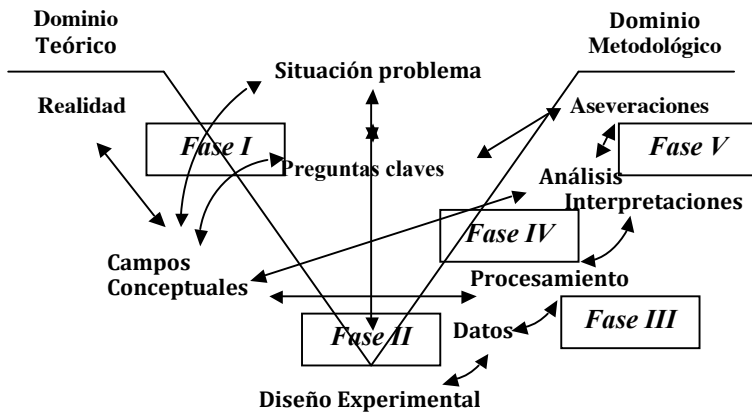 Dominio
Teórico
Dominio
Metodológico
Situación problema
Realidad
Aseveraciones
Fase I
Fase V
Preguntas claves
Análisis
Interpretaciones
Fase IV
Campos
Conceptuales
Procesamiento
Fase II
Datos
Fase III
Diseño Experimental